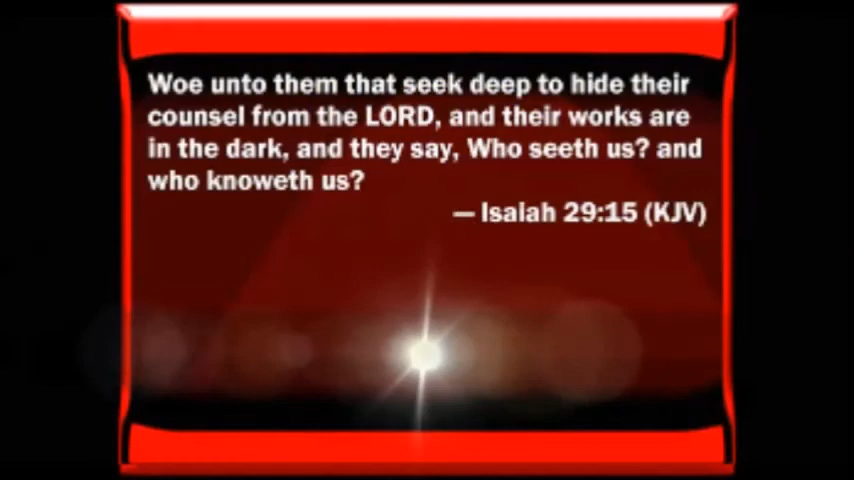 Woe unto them that seek deep to hide their
counsel from the LORD, and their works are
in the dark, and they say, Who seeth us? and
who knoweth us?
— Isaiah 29:15 (KJV)